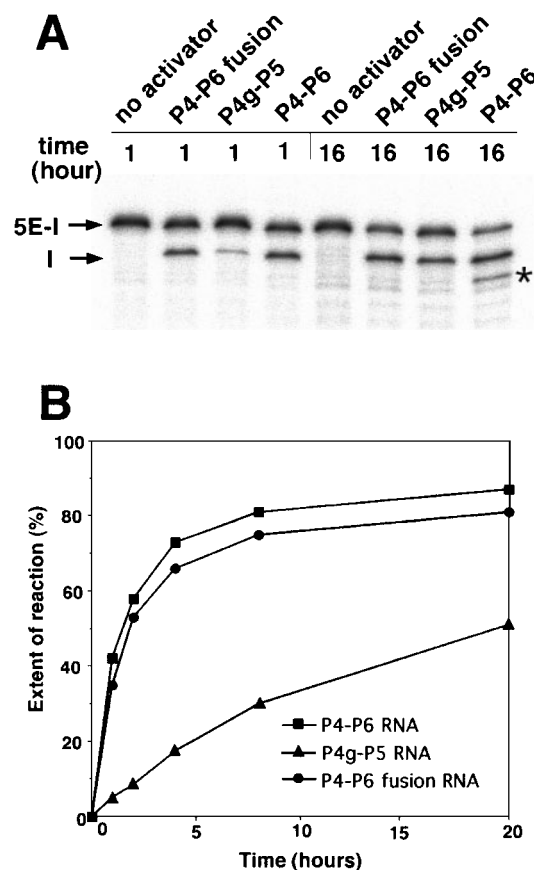 A
no activator
P4-P6 fusion
P4g-P5
P4-P6
no activator
P4-P6 fusion
P4g-P5
P4-P6
time
(hour)
1 1 1 1 16 16 16 16
5E-I
I
*
B
100
80
60
40
20
0
Extent of reaction (%)
P4-P6 RNA
P4g-P5 RNA
P4-P6 fusion RNA
0 5 10 15 20
Time (hours)